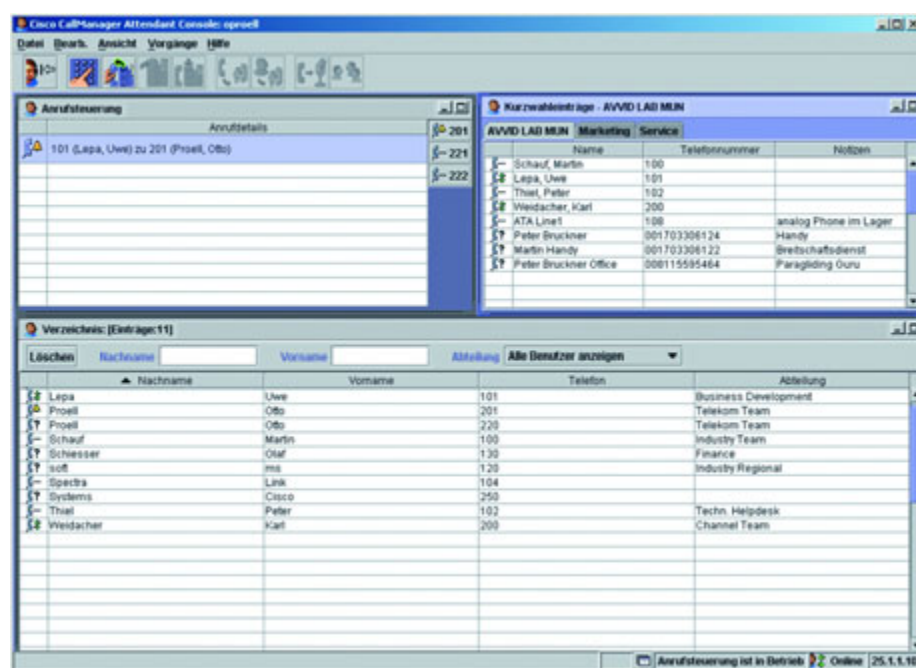 Cisco CallManager Attendant Console: oproell
Datei Bearb. Ansicht Vorgänge Hilfe
Anrufsteuerung
Anrufdetails
101 (Lepa, Uwe) zu 201 (Proell, Otto)
201
221
222
Kurzwahleinträge - AVVID LAB MUN
AVVID LAB MUN Marketing Service
Name Telefonnummer Notizen
Schauf, Martin 100
Lepa, Uwe 101
Thiel, Peter 102
Weidacher, Karl 200
ATA Line1 108 analog Phone im Lager
Peter Bruckner 001703306124 Handy
Martin Handy 001703306122 Breitschaftsdienst
Peter Bruckner Office 000115595464 Paragliding Guru
Verzeichnis: [Einträge:11]
Löschen Nachname Vorname Abteilung Alle Benutzer anzeigen
Nachname Vorname Telefon Abteilung
Lepa Uwe 101 Business Development
Proell Otto 201 Telekom Team
Proell Otto 220 Telekom Team
Schauf Martin 100 Industry Team
Schiesser Olaf 130 Finance
soft ms 120 Industry Regional
Spectra Link 104
Systems Cisco 250
Thiel Peter 102 Techn. Helpdesk
Weidacher Karl 200 Channel Team
Anrufsteuerung ist in Betrieb Online